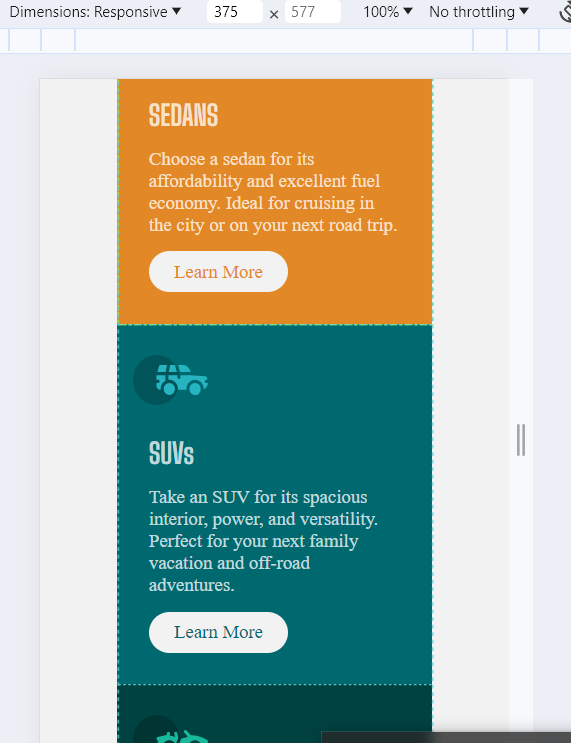 Dimensions: Responsive ▼ 375 × 577 100% ▼ No throttling ▼
SEDANS
Choose a sedan for its
affordability and excellent fuel
economy. Ideal for cruising in
the city or on your next road trip.
Learn More
SUVs
Take an SUV for its spacious
interior, power, and versatility.
Perfect for your next family
vacation and off-road
adventures.
Learn More